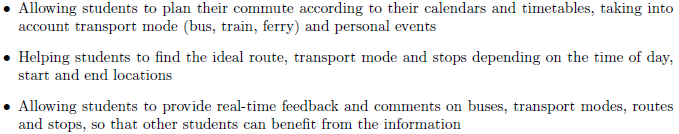 • Allowing students to plan their commute according to their calendars and timetables, taking into
account transport mode (bus, train, ferry) and personal events
• Helping students to find the ideal route, transport mode and stops depending on the time of day,
start and end locations
• Allowing students to provide real-time feedback and comments on buses, transport modes, routes
and stops, so that other students can benefit from the information